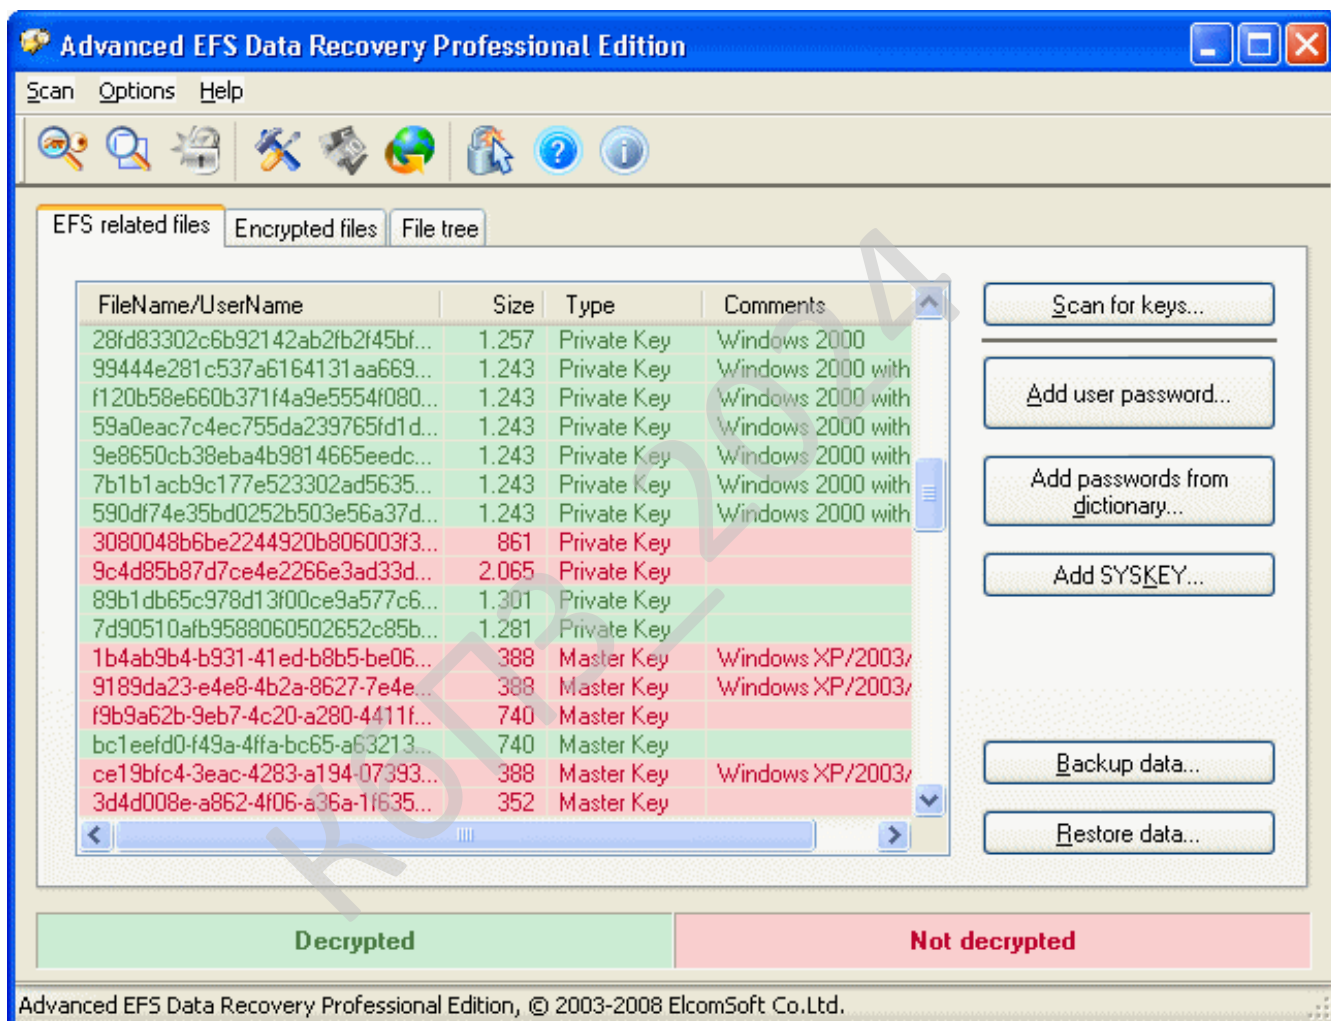 Advanced EFS Data Recovery Professional Edition
Scan Options Help
EFS related files Encrypted files File tree
FileName/UserName Size Type Comments
28fd83302c6b92142ab2fb2f45bf... 1.257 Private Key Windows 2000
99444e281c537a6164131aa669... 1.243 Private Key Windows 2000 with
f120b58e660b371f4a9e5554f080... 1.243 Private Key Windows 2000 with
59a0eac7c4ec755da239765fd1d... 1.243 Private Key Windows 2000 with
9e8650cb38eba4b9814665eedc... 1.243 Private Key Windows 2000 with
7b1b1acb9c177e523302ad5635... 1.243 Private Key Windows 2000 with
590df74e35bd0252b503e56a37d... 1.243 Private Key Windows 2000 with
3080048b6be2244920b806003f3... 861 Private Key
9c4d85b87d7ce4e2266e3ad33d... 2.065 Private Key
89b1db65c978d13f00ce9a577c6... 1.301 Private Key
7d90510afb9588060502652c85b... 1.281 Private Key
1b4ab9b4-b931-41ed-b8b5-be06... 388 Master Key Windows XP/2003/
9189da23-e4e8-4b2a-8627-7e4e... 388 Master Key Windows XP/2003/
f9b9a62b-9eb7-4c20-a280-4411f... 740 Master Key
bc1eefd0-f49a-4ffa-bc65-a63213... 740 Master Key
ce19bfc4-3eac-4283-a194-07393... 388 Master Key Windows XP/2003/
3d4d008e-a862-4f06-a36a-1f635... 352 Master Key
Scan for keys...
Add user password...
Add passwords from
dictionary...
Add SYSKEY...
Backup data...
Restore data...
КОПЗ_2024
Decrypted Not decrypted
Advanced EFS Data Recovery Professional Edition, © 2003-2008 ElcomSoft Co.Ltd.